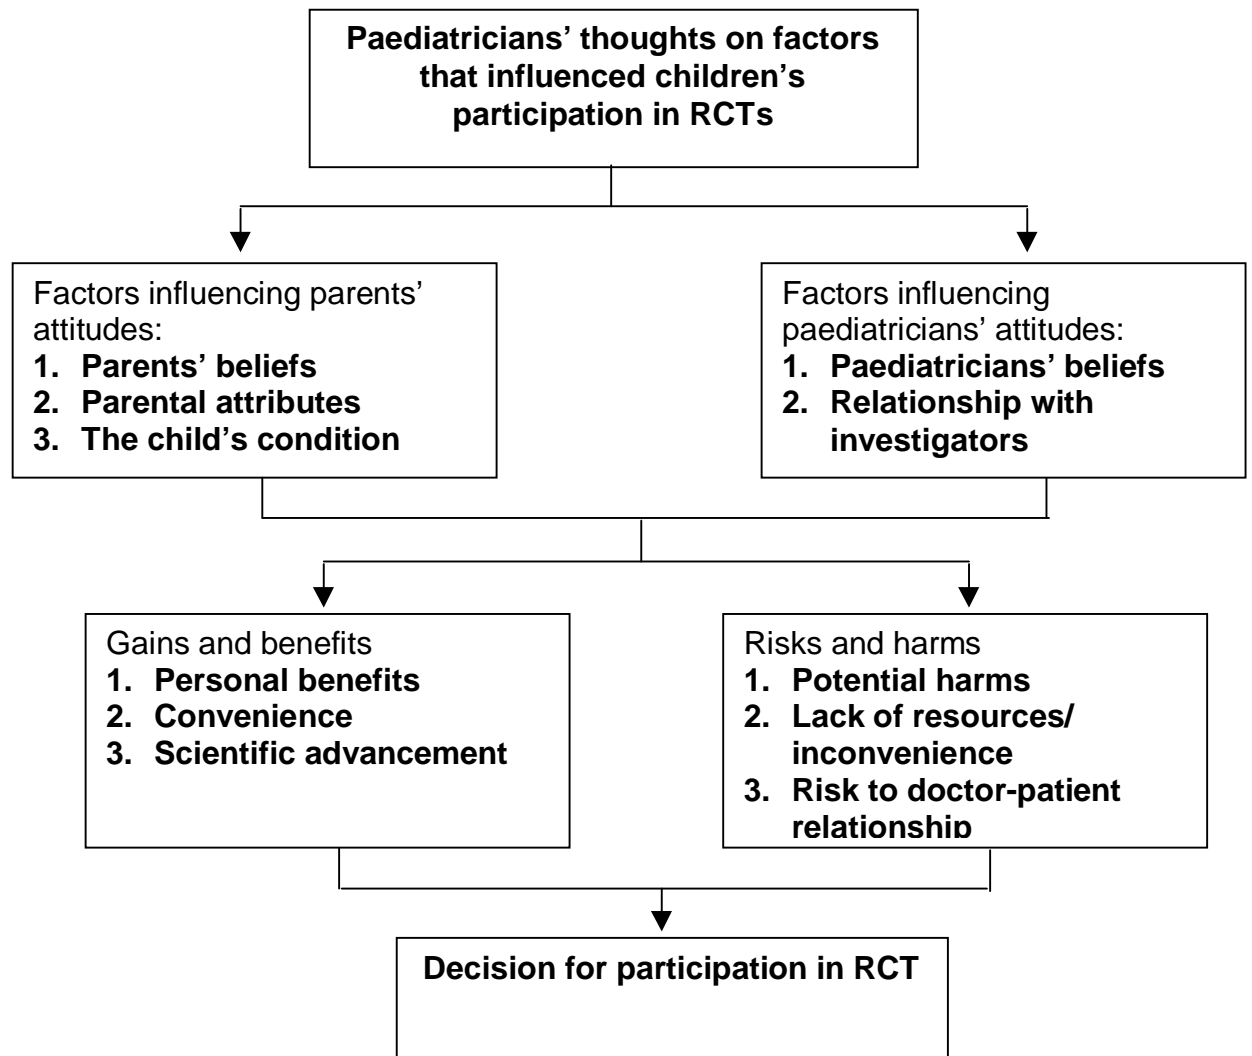 Paediatricians’ thoughts on factors
that influenced children’s
participation in RCTs
Factors influencing parents’
attitudes:
1. Parents’ beliefs
2. Parental attributes
3. The child’s condition
Factors influencing
paediatricians’ attitudes:
1. Paediatricians’ beliefs
2. Relationship with
investigators
Gains and benefits
1. Personal benefits
2. Convenience
3. Scientific advancement
Risks and harms
1. Potential harms
2. Lack of resources/
inconvenience
3. Risk to doctor-patient
relationship
Decision for participation in RCT